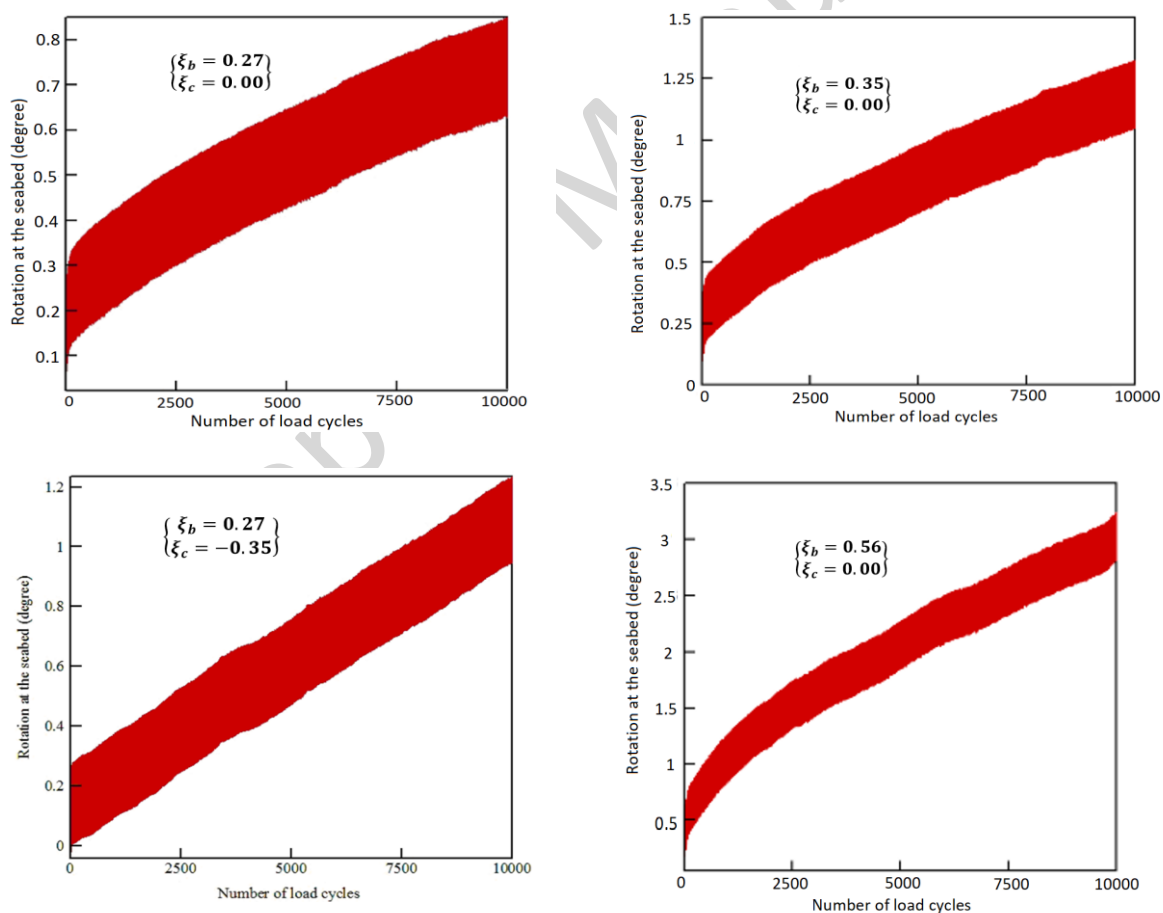 0.8
0.7
0.6
0.5
0.4
0.3
0.2
0.1
Rotation at the seabed (degree)
ξb = 0.27
ξc = 0.00
0 2500 5000 7500 10000
Number of load cycles
1.5
1.25
1
0.75
0.5
0.25
0
Rotation at the seabed (degree)
ξb = 0.35
ξc = 0.00
0 2500 5000 7500 10000
Number of load cycles
1.2
1
0.8
0.6
0.4
0.2
0
Rotation at the seabed (degree)
ξb = 0.27
ξc = −0.35
0 2500 5000 7500 10000
Number of load cycles
3.5
3
2.5
2
1.5
1
0.5
Rotation at the seabed (degree)
ξb = 0.56
ξc = 0.00
0 2500 5000 7500 10000
Number of load cycles